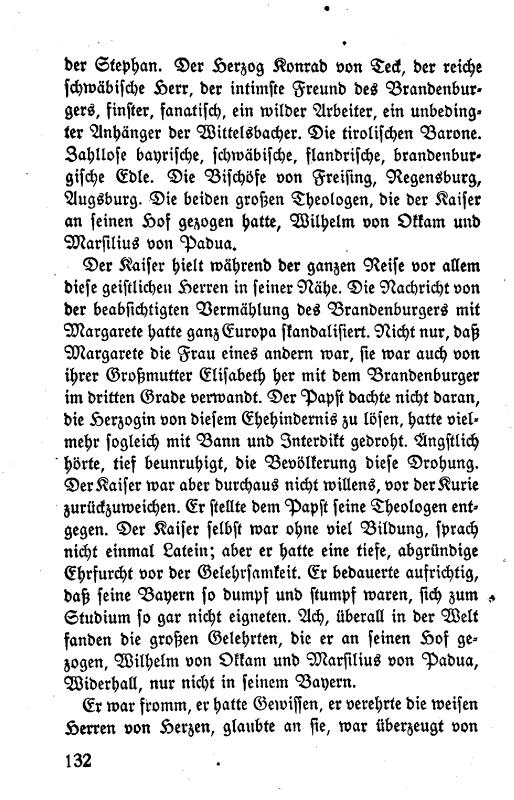 der Stephan. Der Herzog Konrad von Teck, der reiche
schwäbische Herr, der intimste Freund des Brandenbur-
gers, finster, fanatisch, ein wilder Arbeiter, ein unbeding-
ter Anhänger der Wittelsbacher. Die tirolischen Barone.
Zahllose bayrische, schwäbische, flandrische, brandenbur-
gische Edle. Die Bischöfe von Freising, Regensburg,
Augsburg. Die beiden großen Theologen, die der Kaiser
an seinen Hof gezogen hatte, Wilhelm von Okkam und
Marsilius von Padua.
Der Kaiser hielt während der ganzen Reise vor allem
diese geistlichen Herren in seiner Nähe. Die Nachricht von
der beabsichtigten Vermählung des Brandenburgers mit
Margarete hatte ganz Europa skandalisiert. Nicht nur, daß
Margarete die Frau eines andern war, sie war auch von
ihrer Großmutter Elisabeth her mit dem Brandenburger
im dritten Grade verwandt. Der Papst dachte nicht daran,
die Herzogin von diesem Ehehindernis zu lösen, hatte viel-
mehr sogleich mit Bann und Interdikt gedroht. Ängstlich
hörte, tief beunruhigt, die Bevölkerung diese Drohung.
Der Kaiser war aber durchaus nicht willens, vor der Kurie
zurückzuweichen. Er stellte dem Papst seine Theologen ent-
gegen. Der Kaiser selbst war ohne viel Bildung, sprach
nicht einmal Latein; aber er hatte eine tiefe, abgründige
Ehrfurcht vor der Gelehrsamkeit. Er bedauerte aufrichtig,
daß seine Bayern so dumpf und stumpf waren, sich zum
Studium so gar nicht eigneten. Ach, überall in der Welt
fanden die großen Gelehrten, die er an seinen Hof ge-
zogen, Wilhelm von Okkam und Marsilius von Padua,
Widerhall, nur nicht in seinem Bayern.
Er war fromm, er hatte Gewissen, er verehrte die weisen
Herren von Herzen, glaubte an sie, war überzeugt von
132